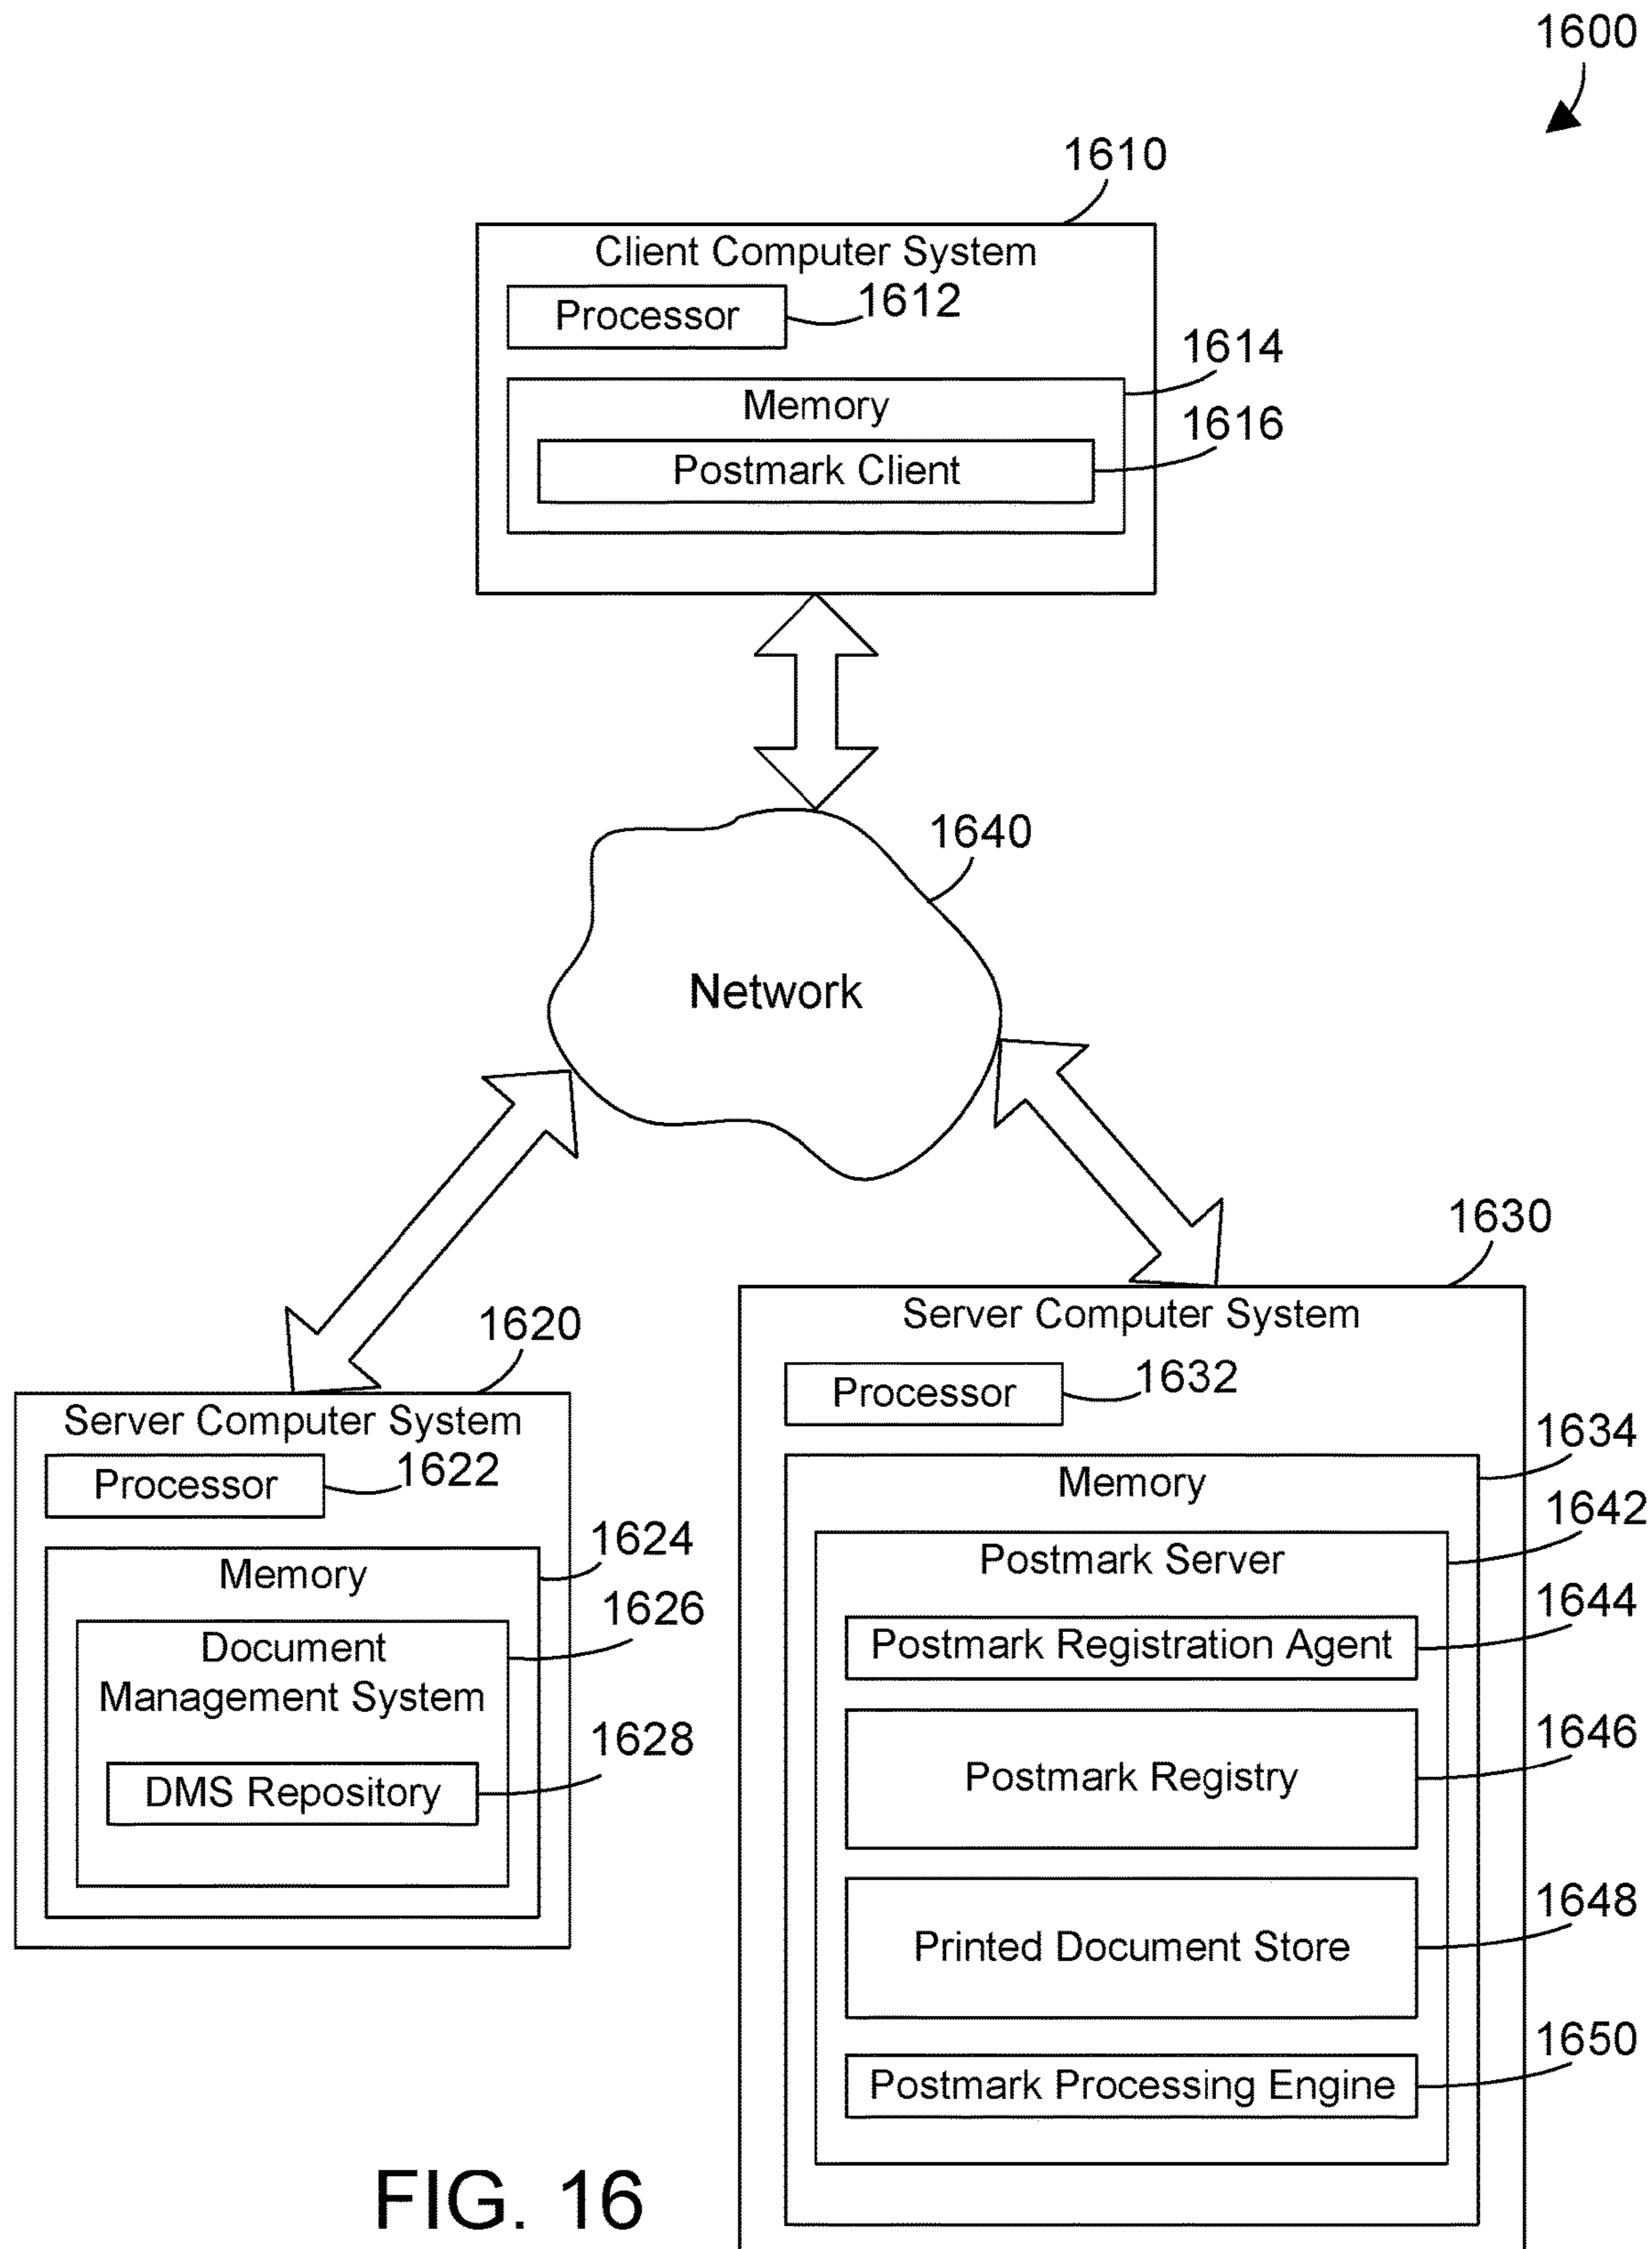 1600
1610
Client Computer System
Processor
1612
1614
Memory
1616
Postmark Client
1640
Network
1630
Server Computer System
1620
Processor
1632
Server Computer System
1634
Processor
1622
Memory
1642
1624
Postmark Server
Memory
1626
1644
Document
Postmark Registration Agent
Management System
1628
1646
DMS Repository
Postmark Registry
1648
Printed Document Store
1650
Postmark Processing Engine
FIG. 16